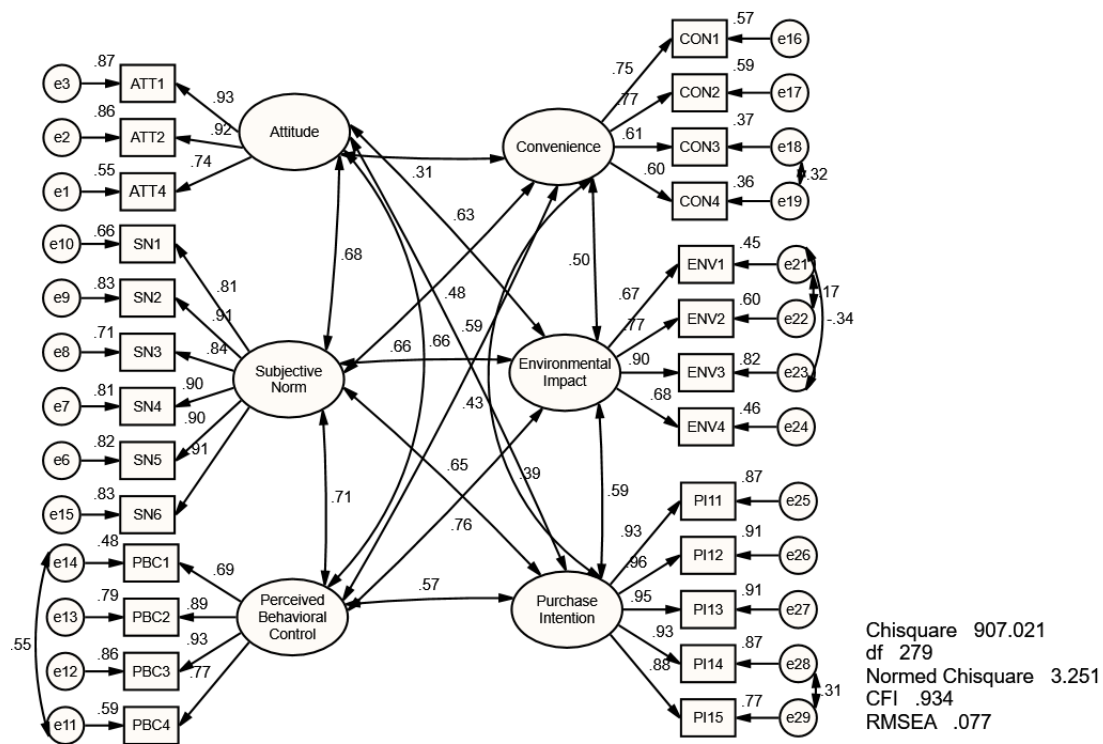 .57
CON1
e16
.87
e3
ATT1
.93
.75
.59
CON2
e17
.77
.86
e2
ATT2
.92
Attitude
Convenience
.61
.37
CON3
e18
.32
.74
.31
.60
.55
e1
ATT4
.36
CON4
e19
.66
e10
SN1
.63
.68
.50
.45
ENV1
e21
.17
.81
.48
.67
.83
e9
SN2
.91
.60
ENV2
e22
-.34
.77
.59
.66
.66
.71
e8
SN3
.84
Subjective
Norm
Environmental
Impact
.90
.82
ENV3
e23
.90
.68
.81
e7
SN4
.43
.46
ENV4
e24
.90
.82
e6
SN5
.91
.65
.39
.59
.87
PI11
e25
.71
.76
.83
e15
SN6
.93
.91
PI12
e26
.96
.48
e14
PBC1
.69
.57
.95
.91
PI13
e27
.79
e13
PBC2
.89
Perceived
Behavioral
Control
Purchase
Intention
.93
.55
.86
e12
PBC3
.93
.77
.88
.87
PI14
e28
.31
.59
e11
PBC4
.77
PI15
e29
Chisquare 907.021
df 279
Normed Chisquare 3.251
CFI .934
RMSEA .077